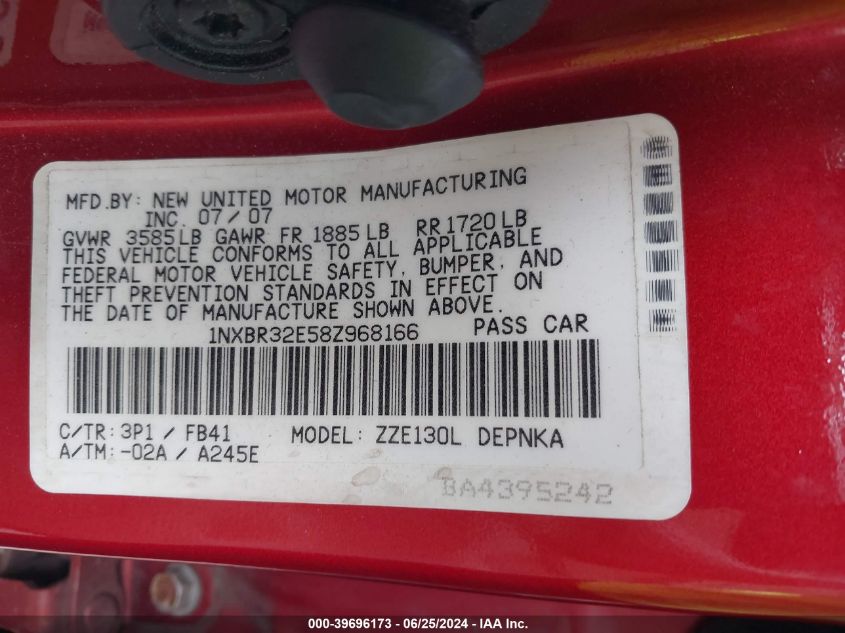 MFD.BY: NEW UNITED MOTOR MANUFACTURING
INC. 07/07
GVWR 3585LB GAWR FR 1885LB RR1720LB
THIS VEHICLE CONFORMS TO ALL APPLICABLE
FEDERAL MOTOR VEHICLE SAFETY, BUMPER, AND
THEFT PREVENTION STANDARDS IN EFFECT ON
THE DATE OF MANUFACTURE SHOWN ABOVE.
1NXBR32E58Z968166 PASS CAR
C/TR: 3P1 / FB41 MODEL: ZZE130L DEPNKA
A/TM: -02A / A245E
BA4395242
000-39696173 - 06/25/2024 - IAA Inc.